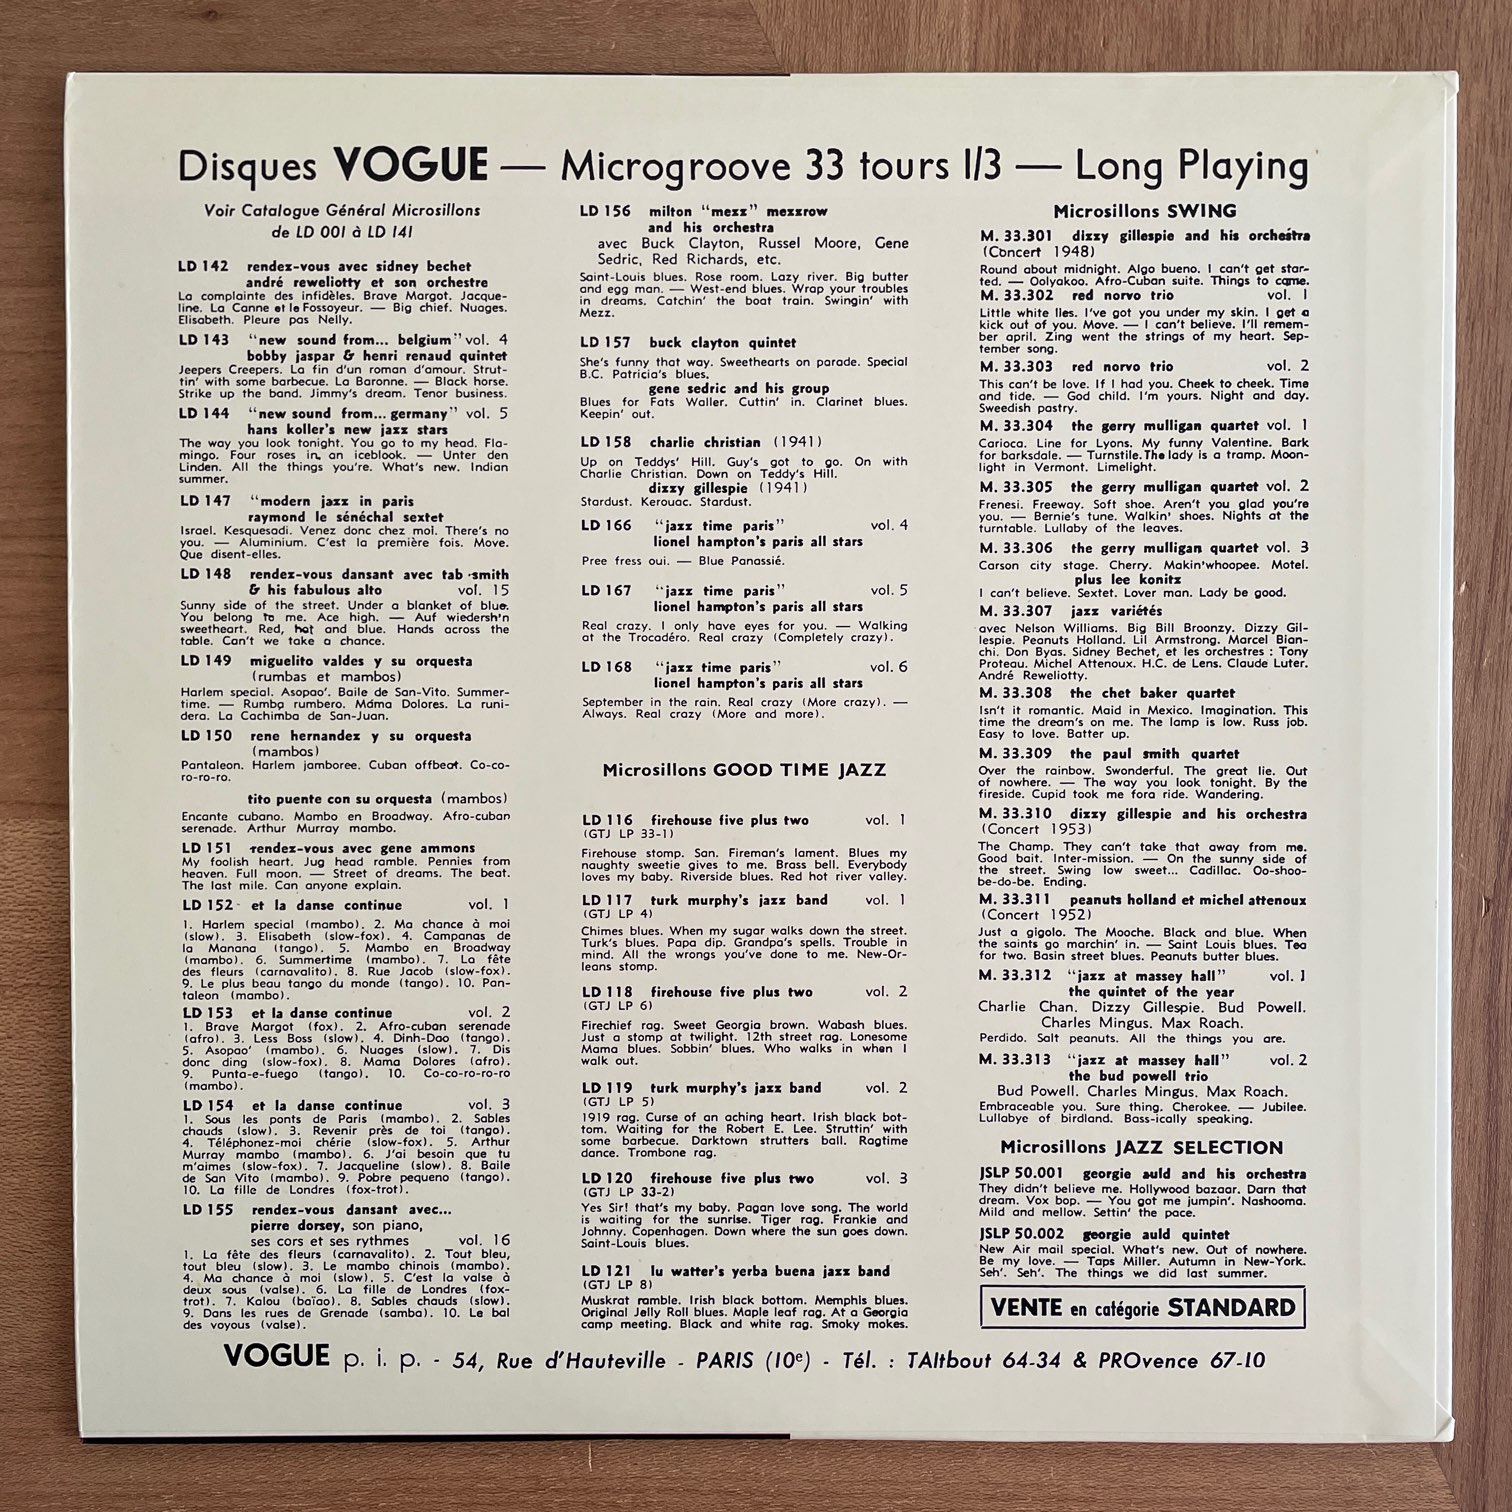 Disques VOGUE — Microgroove 33 tours 1/3 — Long Playing
Voir Catalogue Général Microsillons
de LD 001 à LD 141
LD 142 rendez-vous avec sidney bechet
andré reweliotty et son orchestre
La complainte des infidèles. Brave Margot. Jacque-
line. La Canne et le Fossoyeur. — Big chief. Nuages.
Elisabeth. Pleure pas Nelly.
LD 143 “new sound from... belgium” vol. 4
bobby jaspar & henri renaud quintet
Jeepers Creepers. La fin d’un roman d’amour. Strut-
tin’ with some barbecue. La Baronne. — Black horse.
Strike up the band. Jimmy’s dream. Tenor business.
LD 144 “new sound from... germany” vol. 5
hans koller’s new jazz stars
The way you look tonight. You go to my head. Fla-
mingo. Four roses in an iceblook. — Unter den
Linden. All the things you’re. What’s new. Indian
summer.
LD 147 “modern jazz in paris
raymond le sénéchal sextet
Israel. Kesquesadi. Venez donc chez moi. There’s no
you. — Aluminium. C’est la première fois. Move.
Que disent-elles.
LD 148 rendez-vous dansant avec tab smith
& his fabulous alto vol. 15
Sunny side of the street. Under a blanket of blue.
You belong to me. Ace high. — Auf wiedersh’n
sweetheart. Red, hot and blue. Hands across the
table. Can’t we take a chance.
LD 149 miguelito valdes y su orquesta
(rumbas et mambos)
Harlem special. Asopao’. Baile de San-Vito. Summer-
time. — Rumba rumbero. Mama Dolores. La runi-
dera. La Cachimba de San-Juan.
LD 150 rene hernandez y su orquesta
(mambos)
Pantaleon. Harlem jamboree. Cuban offbeat. Co-co-
ro-ro-ro.
tito puente con su orquesta (mambos)
Encante cubano. Mambo en Broadway. Afro-cuban
serenade. Arthur Murray mambo.
LD 151 rendez-vous avec gene ammons
My foolish heart. Jug head ramble. Pennies from
heaven. Full moon. — Street of dreams. The beat.
The last mile. Can anyone explain.
LD 152 et la danse continue vol. 1
1. Harlem special (mambo). 2. Ma chance à moi
(slow). 3. Elisabeth (slow-fox). 4. Campanas de
la Manana (tango). 5. Mambo en Broadway
(mambo). 6. Summertime (mambo). 7. La fête
des fleurs (carnavalito). 8. Rue Jacob (slow-fox).
9. Le plus beau tango du monde (tango). 10. Pan-
taleon (mambo).
LD 153 et la danse continue vol. 2
1. Brave Margot (fox). 2. Afro-cuban serenade
(afro). 3. Less Boss (slow). 4. Dinh-Dao (tango).
5. Asopao’ (mambo). 6. Nuages (slow). 7. Dis
donc ding (slow-fox). 8. Mama Dolores (afro).
9. Punta-e-fuego (tango). 10. Co-co-ro-ro-ro
(mambo).
LD 154 et la danse continue vol. 3
1. Sous les ponts de Paris (mambo). 2. Sables
chauds (slow). 3. Revenir près de toi (tango).
4. Téléphonez-moi chérie (slow-fox). 5. Arthur
Murray mambo (mambo). 6. J’ai besoin que tu
m’aimes (slow-fox). 7. Jacqueline (slow). 8. Baile
de San Vito (mambo). 9. Pobre pequeno (tango).
10. La fille de Londres (fox-trot).
LD 155 rendez-vous dansant avec...
pierre dorsey, son piano,
ses cors et ses rythmes vol. 16
1. La fête des fleurs (carnavalito). 2. Tout bleu,
tout bleu (slow). 3. Le mambo chinois (mambo).
4. Ma chance à moi (slow). 5. C’est la valse à
deux sous (valse). 6. La fille de Londres (fox-
trot). 7. Kalou (baïao). 8. Sables chauds (slow).
9. Dans les rues de Grenade (samba). 10. Le bal
des voyous (valse).
LD 156 milton “mezz” mezzrow
and his orchestra
avec Buck Clayton, Russel Moore, Gene
Sedric, Red Richards, etc.
Saint-Louis blues. Rose room. Lazy river. Big butter
and egg man. — West-end blues. Wrap your troubles
in dreams. Catchin’ the boat train. Swingin’ with
Mezz.
LD 157 buck clayton quintet
She’s funny that way. Sweethearts on parade. Special
B.C. Patricia’s blues.
gene sedric and his group
Blues for Fats Waller. Cuttin’ in. Clarinet blues.
Keepin’ out.
LD 158 charlie christian (1941)
Up on Teddys’ Hill. Guy’s got to go. On with
Charlie Christian. Down on Teddy’s Hill.
dizzy gillespie (1941)
Stardust. Kerouac. Stardust.
LD 166 “jazz time paris” vol. 4
lionel hampton’s paris all stars
Pree fress oui. — Blue Panassié.
LD 167 “jazz time paris” vol. 5
lionel hampton’s paris all stars
Real crazy. I only have eyes for you. — Walking
at the Trocadéro. Real crazy (Completely crazy).
LD 168 “jazz time paris” vol. 6
lionel hampton’s paris all stars
September in the rain. Real crazy (More crazy). —
Always. Real crazy (More and more).
Microsillons GOOD TIME JAZZ
LD 116 firehouse five plus two vol. 1
(GTJ LP 33-1)
Firehouse stomp. San. Fireman’s lament. Blues my
naughty sweetie gives to me. Brass bell. Everybody
loves my baby. Riverside blues. Red hot river valley.
LD 117 turk murphy’s jazz band vol. 1
(GTJ LP 4)
Chimes blues. When my sugar walks down the street.
Turk’s blues. Papa dip. Grandpa’s spells. Trouble in
mind. All the wrongs you’ve done to me. New-Or-
leans stomp.
LD 118 firehouse five plus two vol. 2
(GTJ LP 6)
Firechief rag. Sweet Georgia brown. Wabash blues.
Just a stomp at twilight. 12th street rag. Lonesome
Mama blues. Sobbin’ blues. Who walks in when I
walk out.
LD 119 turk murphy’s jazz band vol. 2
(GTJ LP 5)
1919 rag. Curse of an aching heart. Irish black bot-
tom. Waiting for the Robert E. Lee. Struttin’ with
some barbecue. Darktown strutters ball. Ragtime
dance. Trombone rag.
LD 120 firehouse five plus two vol. 3
(GTJ LP 33-2)
Yes Sir! that’s my baby. Pagan love song. The world
is waiting for the sunrise. Tiger rag. Frankie and
Johnny. Copenhagen. Down where the sun goes down.
Saint-Louis blues.
LD 121 lu watter’s yerba buena jazz band
(GTJ LP 8)
Muskrat ramble. Irish black bottom. Memphis blues.
Original Jelly Roll blues. Maple leaf rag. At a Georgia
camp meeting. Black and white rag. Smoky mokes.
Microsillons SWING
M. 33.301 dizzy gillespie and his orchestra
(Concert 1948)
Round about midnight. Algo bueno. I can’t get star-
ted. — Oolyakoo. Afro-Cuban suite. Things to come.
M. 33.302 red norvo trio vol. 1
Little white lies. I’ve got you under my skin. I get a
kick out of you. Move. — I can’t believe. I’ll remem-
ber april. Zing went the strings of my heart. Sep-
tember song.
M. 33.303 red norvo trio vol. 2
This can’t be love. If I had you. Cheek to cheek. Time
and tide. — God child. I’m yours. Night and day.
Sweedish pastry.
M. 33.304 the gerry mulligan quartet vol. 1
Carioca. Line for Lyons. My funny Valentine. Bark
for barksdale. — Turnstile. The lady is a tramp. Moon-
light in Vermont. Limelight.
M. 33.305 the gerry mulligan quartet vol. 2
Frenesi. Freeway. Soft shoe. Aren’t you glad you’re
you. — Bernie’s tune. Walkin’ shoes. Nights at the
turntable. Lullaby of the leaves.
M. 33.306 the gerry mulligan quartet vol. 3
Carson city stage. Cherry. Makin’whoopee. Motel.
plus lee konitz
I can’t believe. Sextet. Lover man. Lady be good.
M. 33.307 jazz variétés
avec Nelson Williams. Big Bill Broonzy. Dizzy Gil-
lespie. Peanuts Holland. Lil Armstrong. Marcel Bian-
chi. Don Byas. Sidney Bechet, et les orchestres : Tony
Proteau. Michel Attenoux. H.C. de Lens. Claude Luter.
André Reweliotty.
M. 33.308 the chet baker quartet
Isn’t it romantic. Maid in Mexico. Imagination. This
time the dream’s on me. The lamp is low. Russ job.
Easy to love. Batter up.
M. 33.309 the paul smith quartet
Over the rainbow. Swonderful. The great lie. Out
of nowhere. — The way you look tonight. By the
fireside. Cupid took me fora ride. Wandering.
M. 33.310 dizzy gillespie and his orchestra
(Concert 1953)
The Champ. They can’t take that away from me.
Good bait. Inter-mission. — On the sunny side of
the street. Swing low sweet... Cadillac. Oo-shoo-
be-do-be. Ending.
M. 33.311 peanuts holland et michel attenoux
(Concert 1952)
Just a gigolo. The Mooche. Black and blue. When
the saints go marchin’ in. — Saint Louis blues. Tea
for two. Basin street blues. Peanuts butter blues.
M. 33.312 “jazz at massey hall” vol. 1
the quintet of the year
Charlie Chan. Dizzy Gillespie. Bud Powell.
Charles Mingus. Max Roach.
Perdido. Salt peanuts. All the things you are.
M. 33.313 “jazz at massey hall” vol. 2
the bud powell trio
Bud Powell. Charles Mingus. Max Roach.
Embraceable you. Sure thing. Cherokee. — Jubilee.
Lullabye of birdland. Bass-ically speaking.
Microsillons JAZZ SELECTION
JSLP 50.001 georgie auld and his orchestra
They didn’t believe me. Hollywood bazaar. Darn that
dream. Vox bop. — You got me jumpin’. Nashooma.
Mild and mellow. Settin’ the pace.
JSLP 50.002 georgie auld quintet
New Air mail special. What’s new. Out of nowhere.
Be my love. — Taps Miller. Autumn in New-York.
Seh’. Seh’. The things we did last summer.
VENTE en catégorie STANDARD
VOGUE p. i. p. - 54, Rue d’Hauteville - PARIS (10e) - Tél. : TAItbout 64-34 & PROvence 67-10